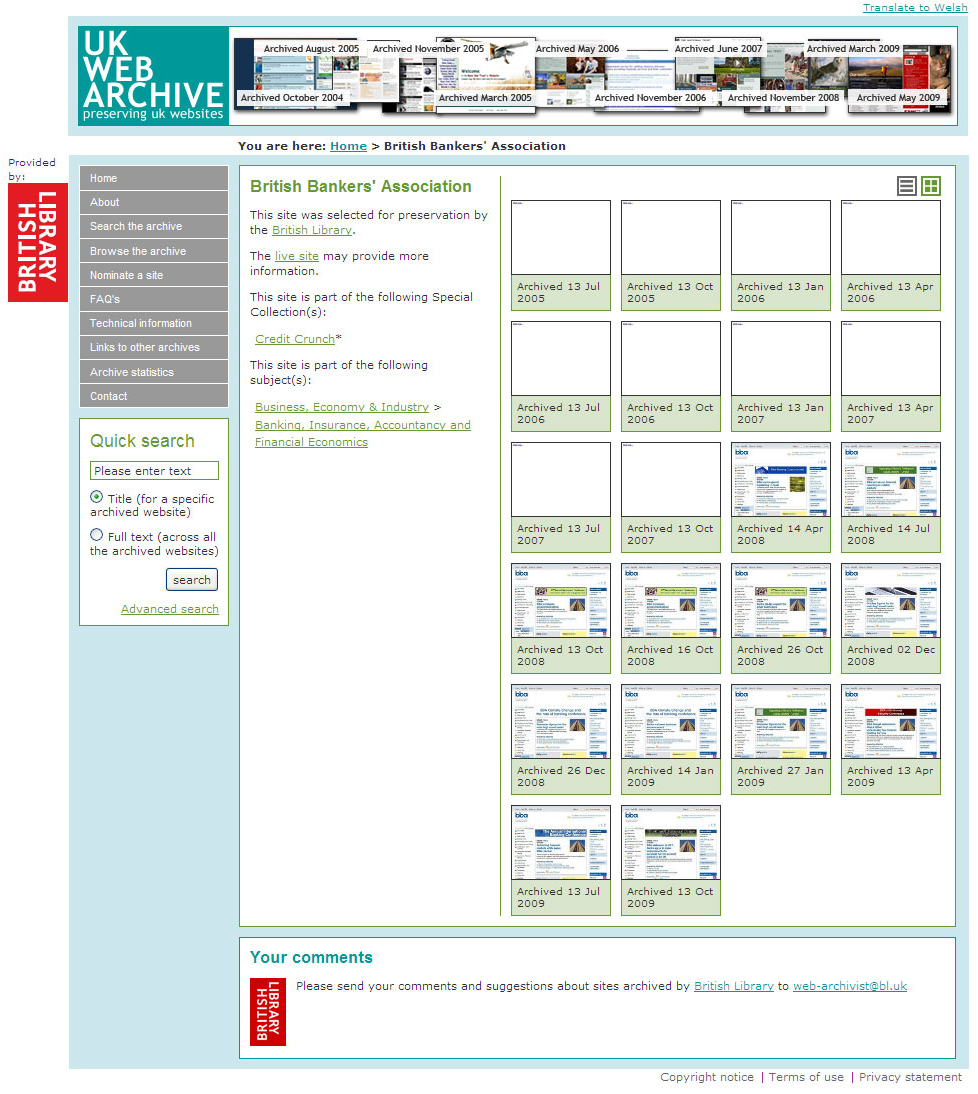 Translate to Welsh
UK
WEB
ARCHIVE
preserving uk websites
Archived August 2005
Archived November 2005
Archived May 2006
Archived June 2007
Archived March 2009
Archived October 2004
Archived March 2005
Archived November 2006
Archived November 2008
Archived May 2009
You are here: Home > British Bankers' Association
Provided
by:
BRITISH
LIBRARY
Home
About
Search the archive
Browse the archive
Nominate a site
FAQ's
Technical information
Links to other archives
Archive statistics
Contact
Quick search
Please enter text
Title (for a specific
archived website)
Full text (across all
the archived websites)
search
Advanced search
British Bankers' Association
This site was selected for preservation by
the British Library.
The live site may provide more
information.
This site is part of the following Special
Collection(s):
Credit Crunch*
This site is part of the following
subject(s):
Business, Economy & Industry >
Banking, Insurance, Accountancy and
Financial Economics
Archived 13 Jul
2005
Archived 13 Oct
2005
Archived 13 Jan
2006
Archived 13 Apr
2006
Archived 13 Jul
2006
Archived 13 Oct
2006
Archived 13 Jan
2007
Archived 13 Apr
2007
Archived 13 Jul
2007
Archived 13 Oct
2007
bba
Archived 14 Apr
2008
bba
Archived 14 Jul
2008
bba
Archived 13 Oct
2008
bba
Archived 16 Oct
2008
bba
Archived 26 Oct
2008
bba
Archived 02 Dec
2008
bba
Archived 26 Dec
2008
bba
Archived 14 Jan
2009
bba
Archived 27 Jan
2009
bba
Archived 13 Apr
2009
bba
Archived 13 Jul
2009
bba
Archived 13 Oct
2009
Your comments
BRITISH
LIBRARY
Please send your comments and suggestions about sites archived by British Library to web-archivist@bl.uk
Copyright notice | Terms of use | Privacy statement